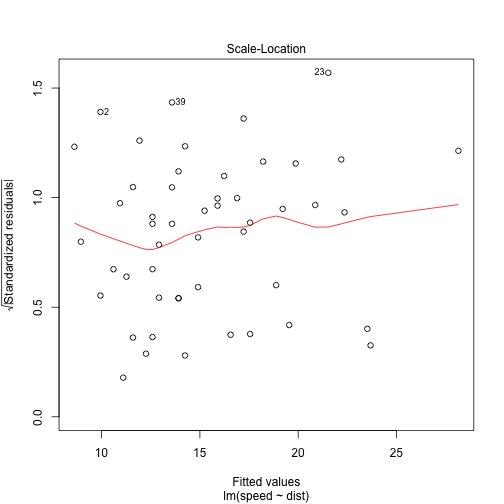 Scale-Location
23
39
2
1.5
1.0
0.5
0.0
√|Standardized residuals|
10 15 20 25
Fitted values
lm(speed ~ dist)